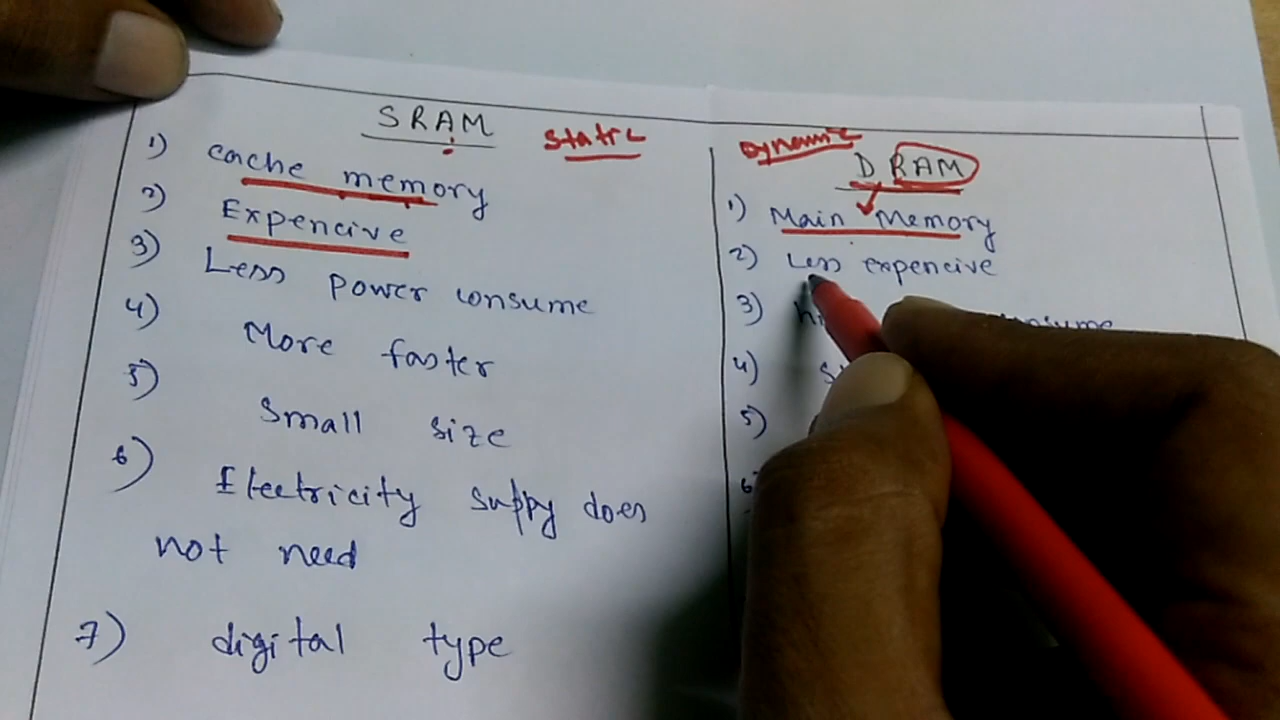 SRAM static
1) cache memory
2) Expencive
3) Less power consume
4) More faster
5) Small size
6) Electricity suppy does
not need
7) digital type
Dynamic
DRAM
1) Main Memory
2) Less expencive
3)
4)
5)
6